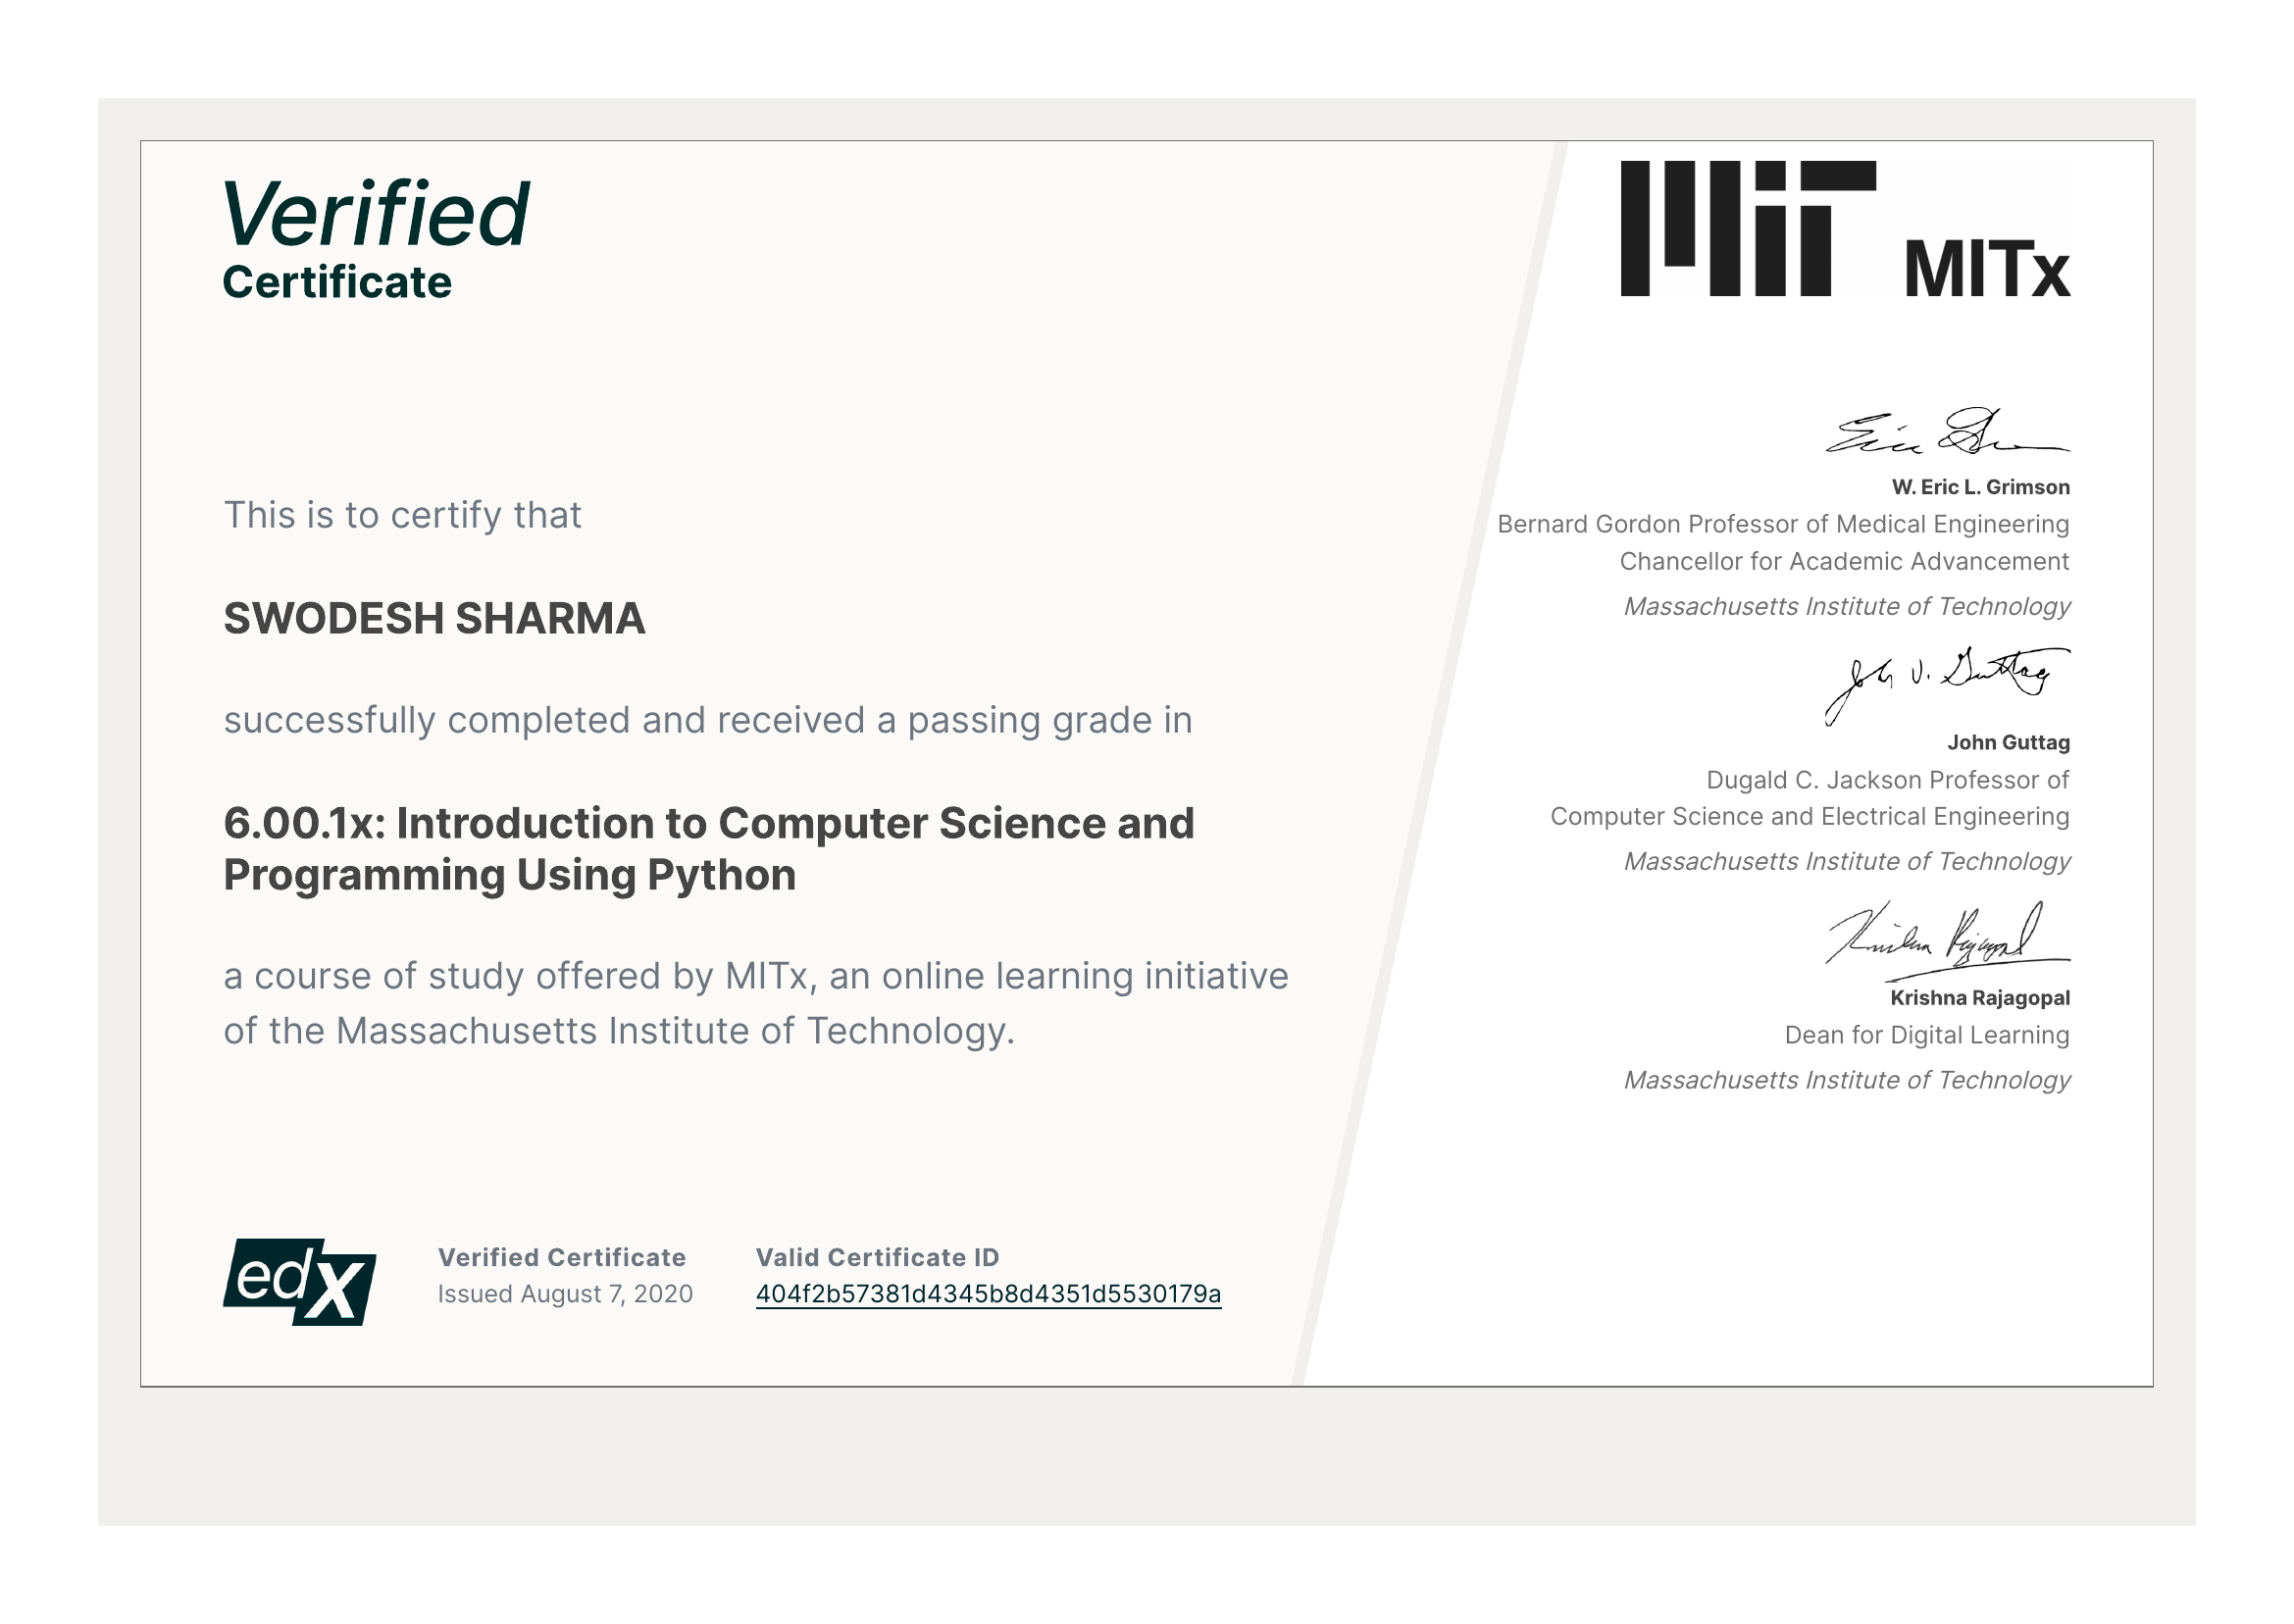 Verified
Certificate
This is to certify that
SWODESH SHARMA
successfully completed and received a passing grade in
6.00.1x: Introduction to Computer Science and
Programming Using Python
a course of study offered by MITx, an online learning initiative
of the Massachusetts Institute of Technology.
edX
Verified Certificate
Issued August 7, 2020
Valid Certificate ID
404f2b57381d4345b8d4351d5530179a
MIT MITx
W. Eric L. Grimson
Bernard Gordon Professor of Medical Engineering
Chancellor for Academic Advancement
Massachusetts Institute of Technology
John V. Guttag
John Guttag
Dugald C. Jackson Professor of
Computer Science and Electrical Engineering
Massachusetts Institute of Technology
Krishna Rajagopal
Krishna Rajagopal
Dean for Digital Learning
Massachusetts Institute of Technology